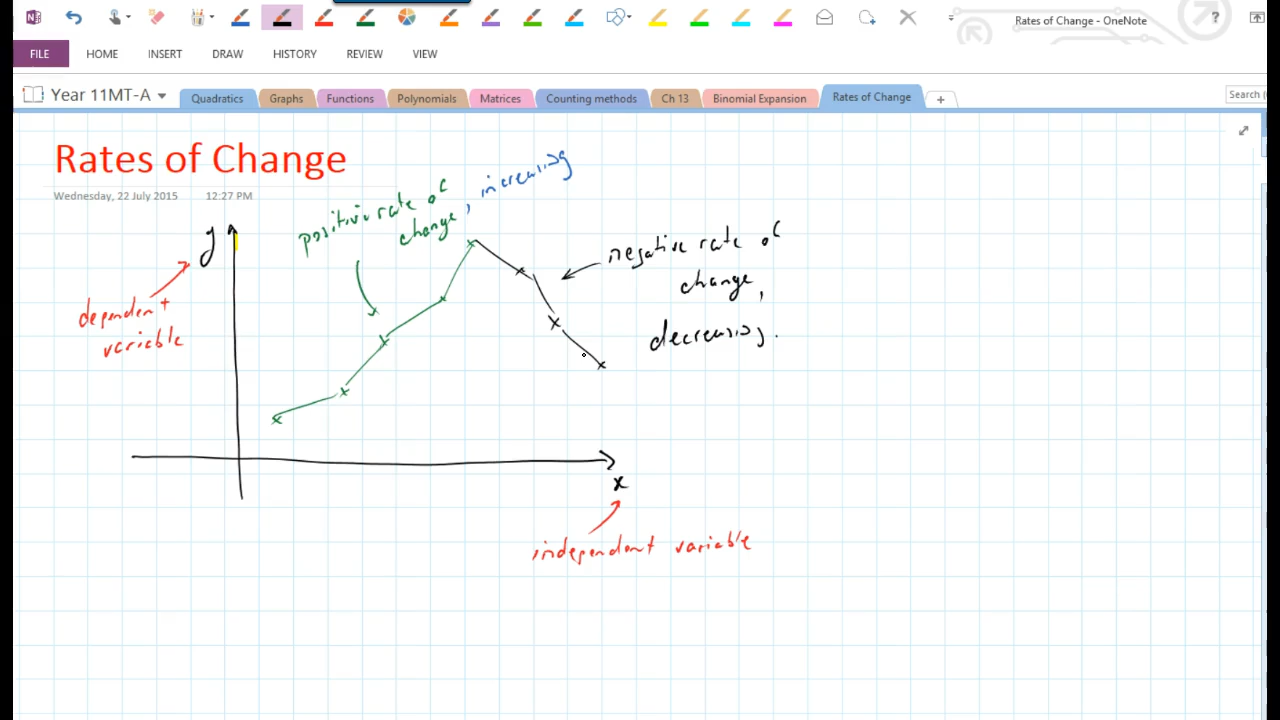 Rates of Change - OneNote
?
FILE HOME INSERT DRAW HISTORY REVIEW VIEW
Year 11MT-A
Quadratics Graphs Functions Polynomials Matrices Counting methods Ch 13 Binomial Expansion Rates of Change +
Search (
Rates of Change
Wednesday, 22 July 2015 12:27 PM
positive rate of
change, increasing
y
dependent
variable
negative rate of
change,
decreasing.
x
independent variable